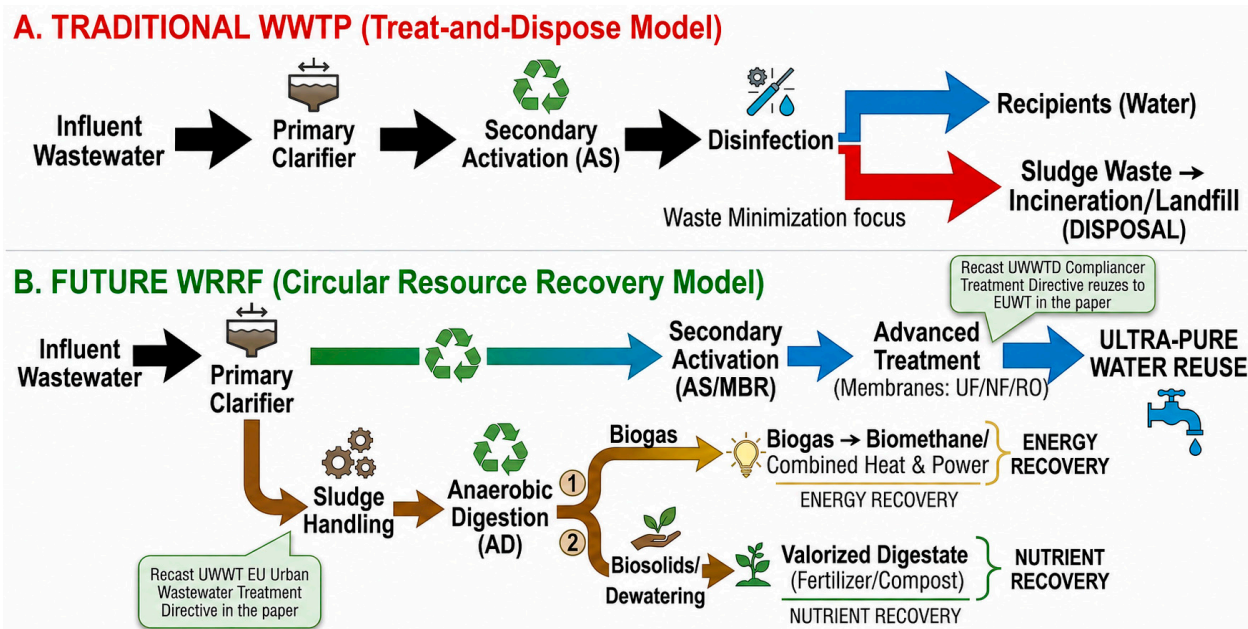 A. TRADITIONAL WWTP (Treat-and-Dispose Model)
Influent
Wastewater
Primary
Clarifier
Secondary
Activation (AS)
Disinfection
Recipients (Water)
Sludge Waste →
Incineration/Landfill
(DISPOSAL)
Waste Minimization focus
B. FUTURE WRRF (Circular Resource Recovery Model)
Recast UWWTD Compliancer
Treatment Directive reuzes to
EUWT in the paper
Influent
Wastewater
Primary
Clarifier
Secondary
Activation
(AS/MBR)
Advanced
Treatment
(Membranes: UF/NF/RO)
ULTRA-PURE
WATER REUSE
Sludge
Handling
Anaerobic
Digestion
(AD)
1
2
Biogas
Biogas → Biomethane/
Combined Heat & Power
ENERGY RECOVERY
ENERGY
RECOVERY
Biosolids/
Dewatering
Valorized Digestate
(Fertilizer/Compost)
NUTRIENT RECOVERY
NUTRIENT
RECOVERY
Recast UWWT EU Urban
Wastewater Treatment
Directive in the paper